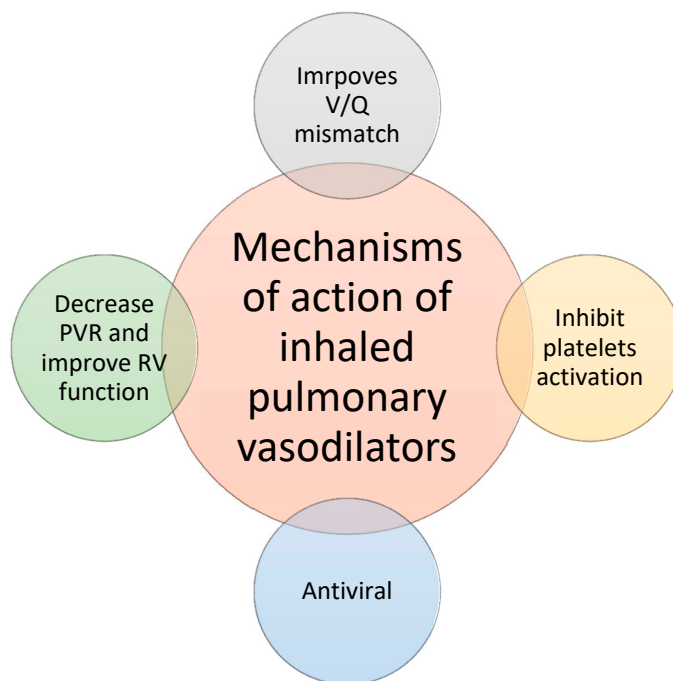 Imrpoves
V/Q
mismatch
Mechanisms
of action of
inhaled
pulmonary
vasodilators
Decrease
PVR and
improve RV
function
Inhibit
platelets
activation
Antiviral